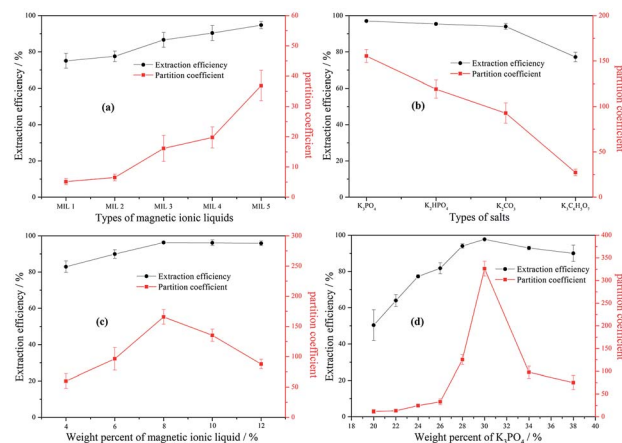 100
80
60
40
20
0
Extraction efficiency / %
Extraction efficiency
Partition coefficient
(a)
60
50
40
30
20
10
0
partition coefficient
MIL 1 MIL 2 MIL 3 MIL 4 MIL 5
Types of magnetic ionic liquids
100
80
60
40
20
0
Extraction efficiency / %
Extraction efficiency
Partition coefficient
(b)
200
150
100
50
0
partition coefficient
K₃PO₄ K₂HPO₄ K₂CO₃ K₃C₆H₅O₇
Types of salts
100
80
60
40
20
0
Extraction efficiency / %
Extraction efficiency
Partition coefficient
(c)
300
250
200
150
100
50
0
partition coefficient
4 6 8 10 12
Weight percent of magnetic ionic liquid / %
100
80
60
40
20
0
Extraction efficiency / %
Extraction efficiency
Partition coefficient
(d)
400
350
300
250
200
150
100
50
0
partition coefficient
18 20 22 24 26 28 30 32 34 36 38 40
Weight percent of K₃PO₄ / %